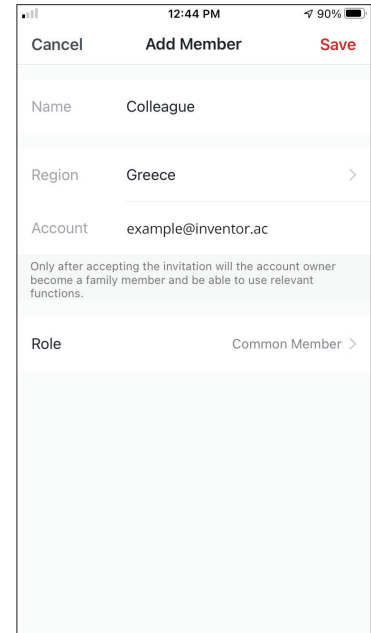 12:44 PM 90%
Cancel Add Member Save
Name Colleague
Region Greece
Account example@inventor.ac
Only after accepting the invitation will the account owner
become a family member and be able to use relevant
functions.
Role Common Member